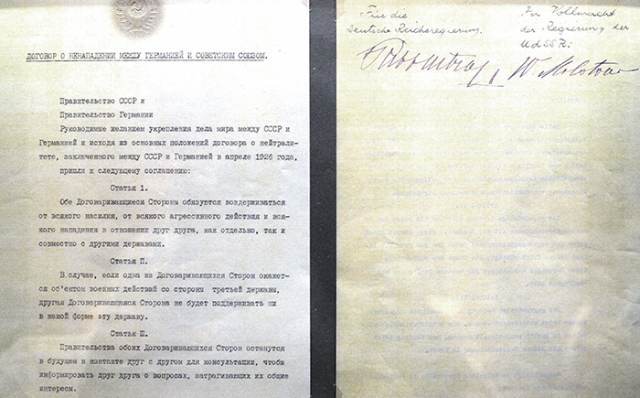 ДОГОВОР О НЕНАПАДЕНИИ МЕЖДУ ГЕРМАНИЕЙ И СОВЕТСКИМ СОЮЗОМ.
Правительство СССР и
Правительство Германии
Руководимые желанием укрепления дела мира между СССР и
Германией и исходя из основных положений договора о нейтрали-
тете, заключенного между СССР и Германией в апреле 1926 года,
пришли к следующему соглашению:
Статья I.
Обе Договаривающиеся Стороны обязуются воздерживаться
от всякого насилия, от всякого агрессивного действия и вся-
кого нападения в отношении друг друга, как отдельно, так и
совместно с другими державами.
Статья II.
В случае, если одна из Договаривающихся Сторон окажет-
ся об'ектом военных действий со стороны третьей державы,
другая Договаривающаяся Сторона не будет поддерживать ни
в какой форме эту державу.
Статья III.
Правительства обоих Договаривающихся Сторон останутся
в будущем в контакте друг с другом для консультации, чтобы
информировать друг друга о вопросах, затрагивающих их общие
интересы.
Für die
Deutsche Reichsregierung.
In Vollmacht
der Regierung der
UdSSR:
Ribbentrop
W. Molotow